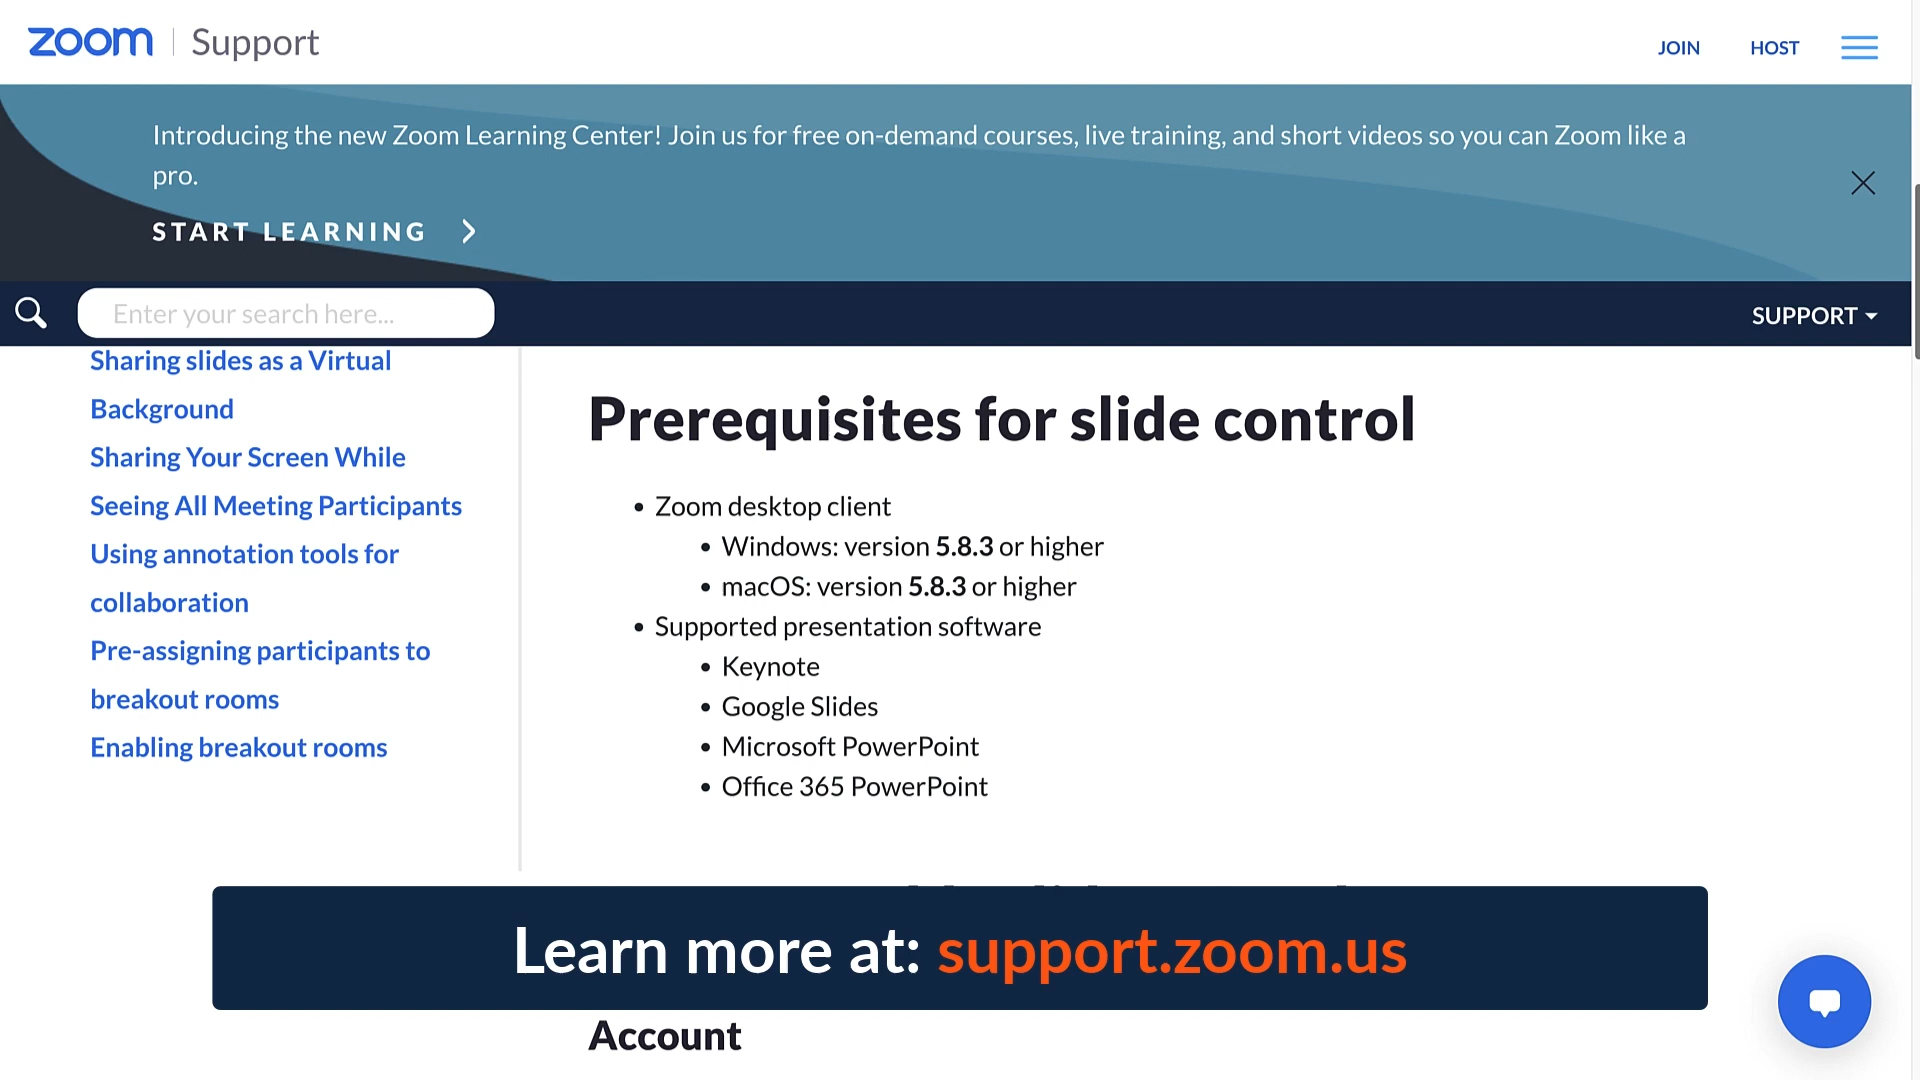 zoom Support
JOIN
HOST
Introducing the new Zoom Learning Center! Join us for free on-demand courses, live training, and short videos so you can Zoom like a
pro.
START LEARNING
Enter your search here...
SUPPORT
Sharing slides as a Virtual
Background
Sharing Your Screen While
Seeing All Meeting Participants
Using annotation tools for
collaboration
Pre-assigning participants to
breakout rooms
Enabling breakout rooms
Prerequisites for slide control
Zoom desktop client
Windows: version 5.8.3 or higher
macOS: version 5.8.3 or higher
Supported presentation software
Keynote
Google Slides
Microsoft PowerPoint
Office 365 PowerPoint
Learn more at: support.zoom.us
Account